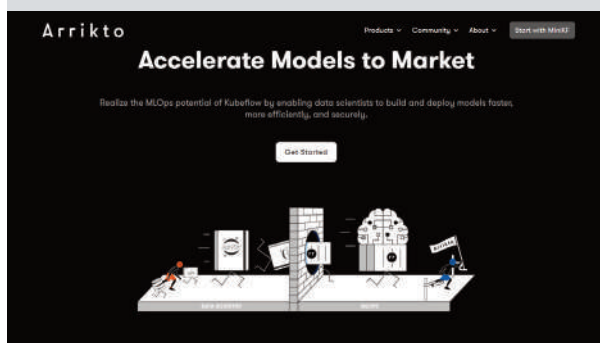 Arrikto
Products Community About Start with MiniKF
Accelerate Models to Market
Realize the MLOps potential of Kubeflow by enabling data scientists to build and deploy models faster,
more efficiently, and securely.
Get Started
ARRIKTO